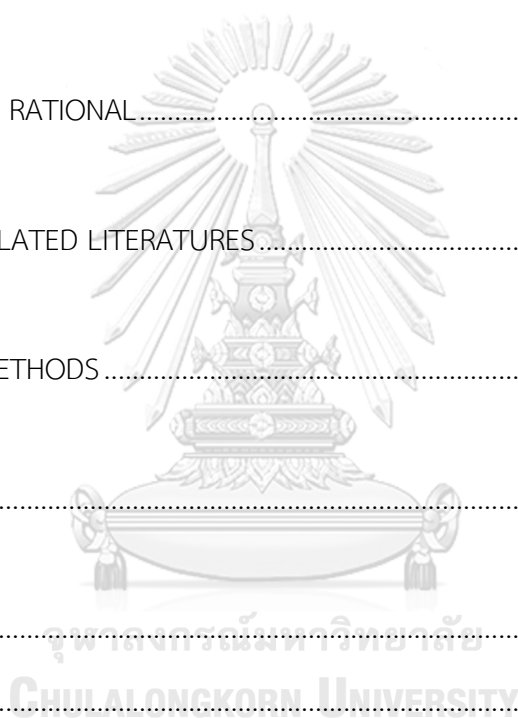 RATIONAL....................................................
LATED LITERATURES....................................
ETHODS......................................................
....................................................................
....................................................................
จุฬาลงกรณ์มหาวิทยาลัย
....................................................................
CHULALONGKORN UNIVERSITY